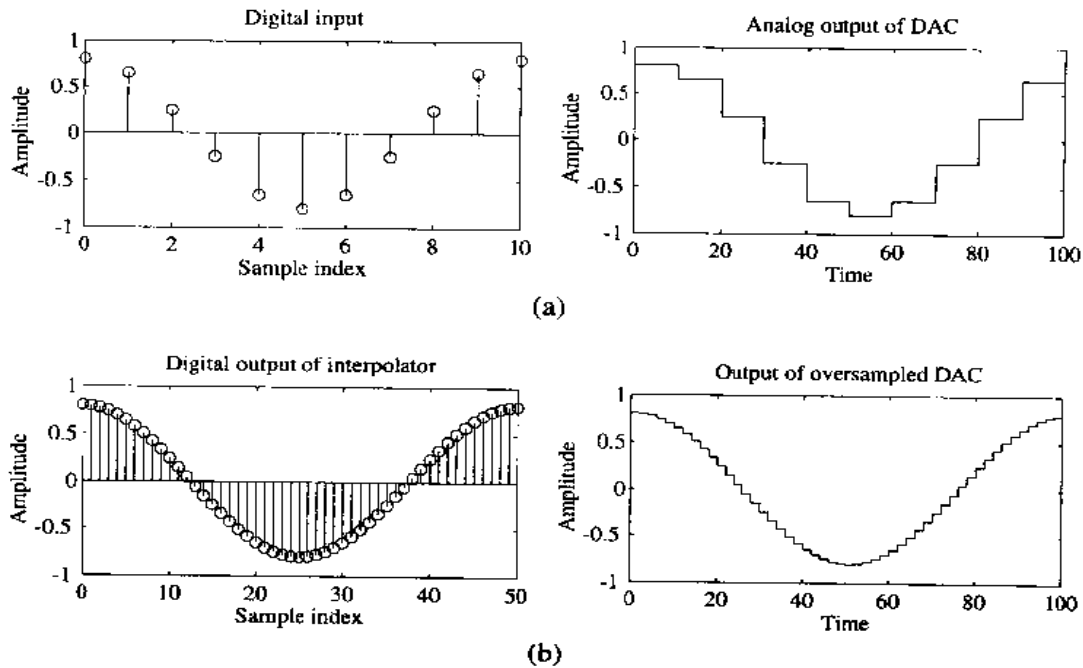 Digital input
Amplitude
1
0.5
0
-0.5
-1
0 2 4 6 8 10
Sample index
Analog output of DAC
Amplitude
1
0.5
0
-0.5
-1
0 20 40 60 80 100
Time
(a)
Digital output of interpolator
Amplitude
1
0.5
0
-0.5
-1
0 10 20 30 40 50
Sample index
Output of oversampled DAC
Amplitude
1
0.5
0
-0.5
-1
0 20 40 60 80 100
Time
(b)